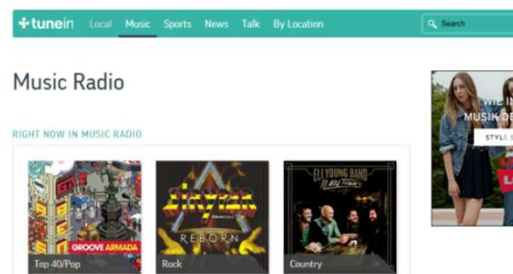 tunein Local Music Sports News Talk By Location Search
Music Radio
RIGHT NOW IN MUSIC RADIO
GROOVE ARMADA
Top 40/Pop
stryper
REBORN
Rock
ELI YOUNG BAND
Country
WIE
MUSIK